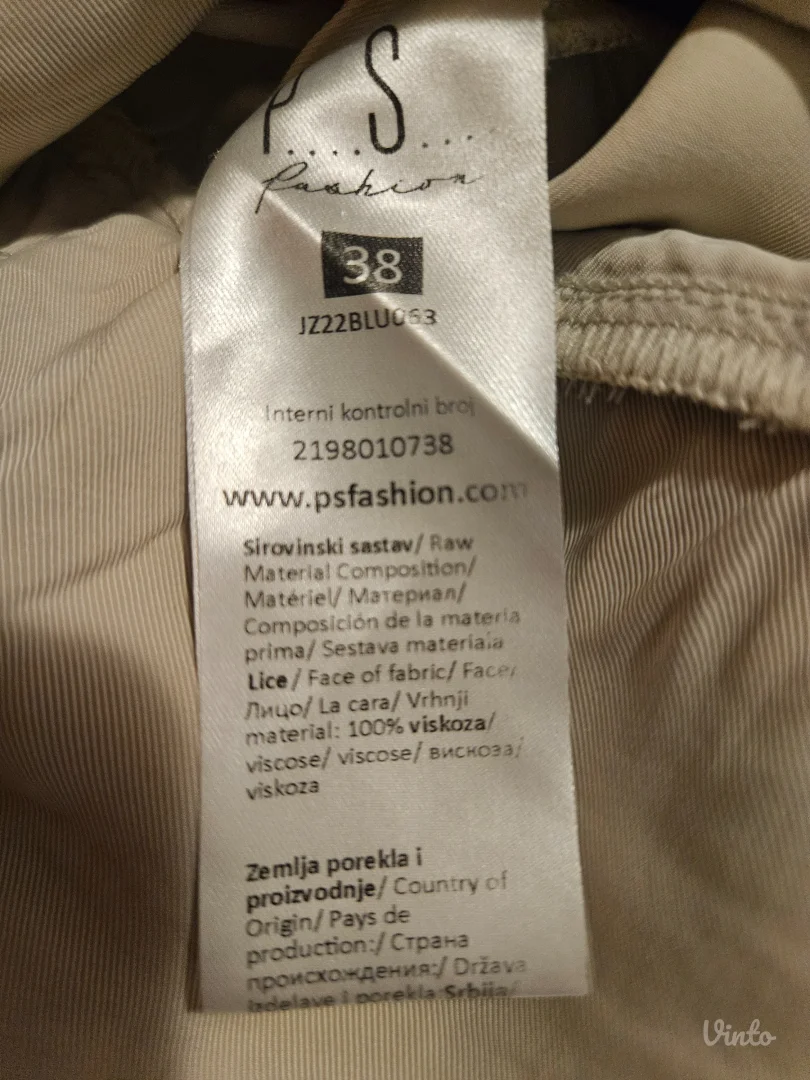 P....S...
fashion
38
JZ22BLU063
Interni kontrolni broj
2198010738
www.psfashion.com
Sirovinski sastav/ Raw
Material Composition/
Matériel/ Материал/
Composición de la materia
prima/ Sestava materiala
Lice/ Face of fabric/ Face/
Лицо/ La cara/ Vrhnji
material: 100% viskoza/
viscose/ viscose/ вискоза/
viskoza
Zemlja porekla i
proizvodnje/ Country of
Origin/ Pays de
production:/ Страна
происхождения:/ Država
izdelave i porekla:Srbija/
Vinto